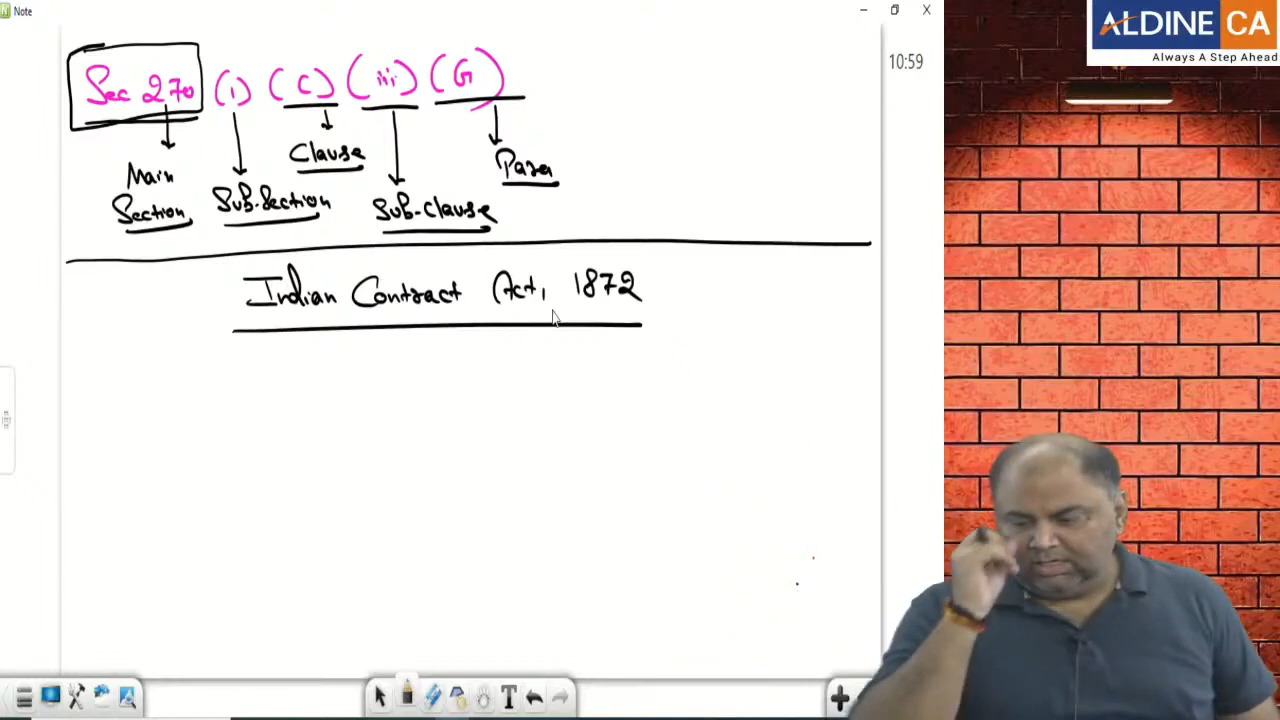 Note
ALDINE CA
Always A Step Ahead
10:59
Sec 270 (1) (C) (iii) (G)
Main Section
Sub-Section
Clause
Sub-Clause
Para
Indian Contract Act, 1872
T